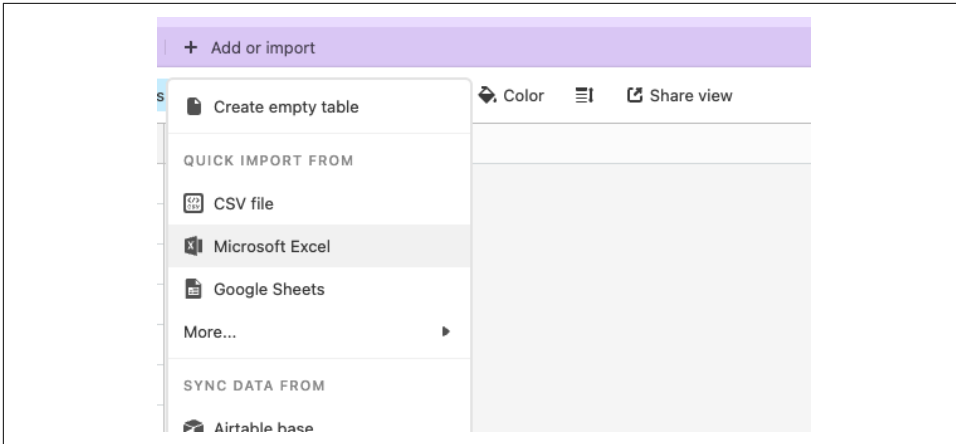 + Add or import
s
Color
Share view
Create empty table
QUICK IMPORT FROM
CSV file
Microsoft Excel
Google Sheets
More...
SYNC DATA FROM
Airtable base